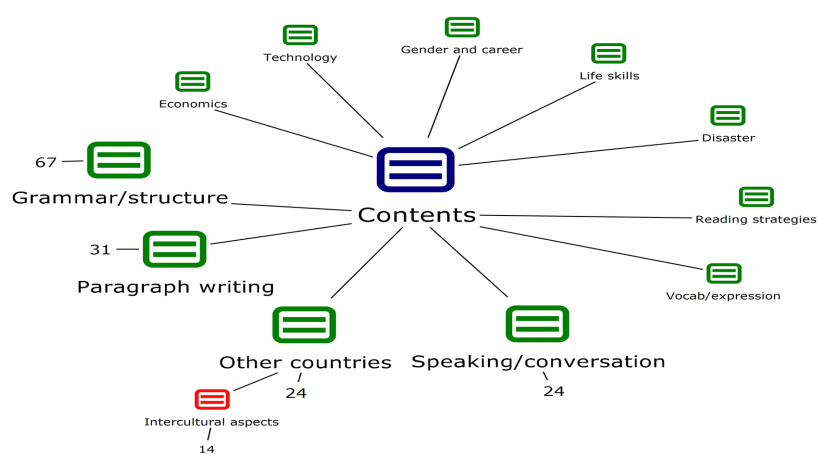 Gender and career
Technology
Life skills
Economics
Disaster
67
Grammar/structure
Contents
Reading strategies
31
Paragraph writing
Vocab/expression
Other countries
Speaking/conversation
24
24
Intercultural aspects
14